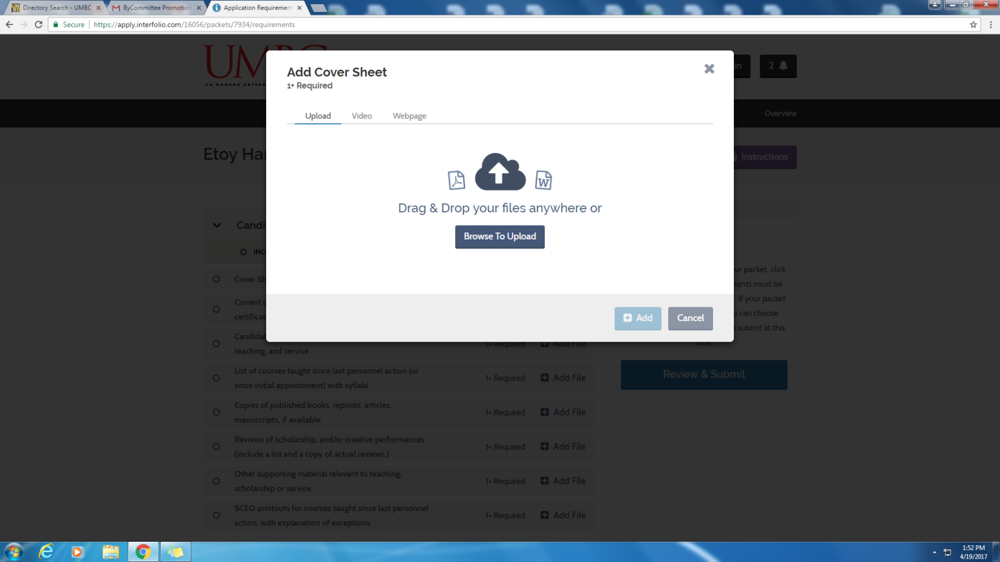 Directory Search - UMBC
ByCommittee Promotion
Application Requirement
Secure | https://apply.interfolio.com/16056/packets/7934/requirements
UMBC
in
2
Overview
Etoy Ha
Instructions
Add Cover Sheet
1+ Required
Upload Video Webpage
Drag & Drop your files anywhere or
Browse To Upload
Add
Cancel
Candi
INC
Cover Sh
Current
certificat
Candida
teaching, and service
1+ Required Add File
List of courses taught since last personnel action (or
since initial appointment) with syllabi.
1+ Required Add File
Copies of published books, reprints, articles,
manuscripts, if available.
1+ Required Add File
Reviews of scholarship, and/or creative performances
(include a list and a copy of actual reviews.)
1+ Required Add File
Other supporting material relevant to teaching,
scholarship or service.
1+ Required Add File
SCEQ printouts for courses taught since last personnel
action, with explanation of exceptions.
1+ Required Add File
ur packet, click
ents must be
. If your packet
u can choose
submit at this
time.
Review & Submit
1:52 PM
4/19/2017